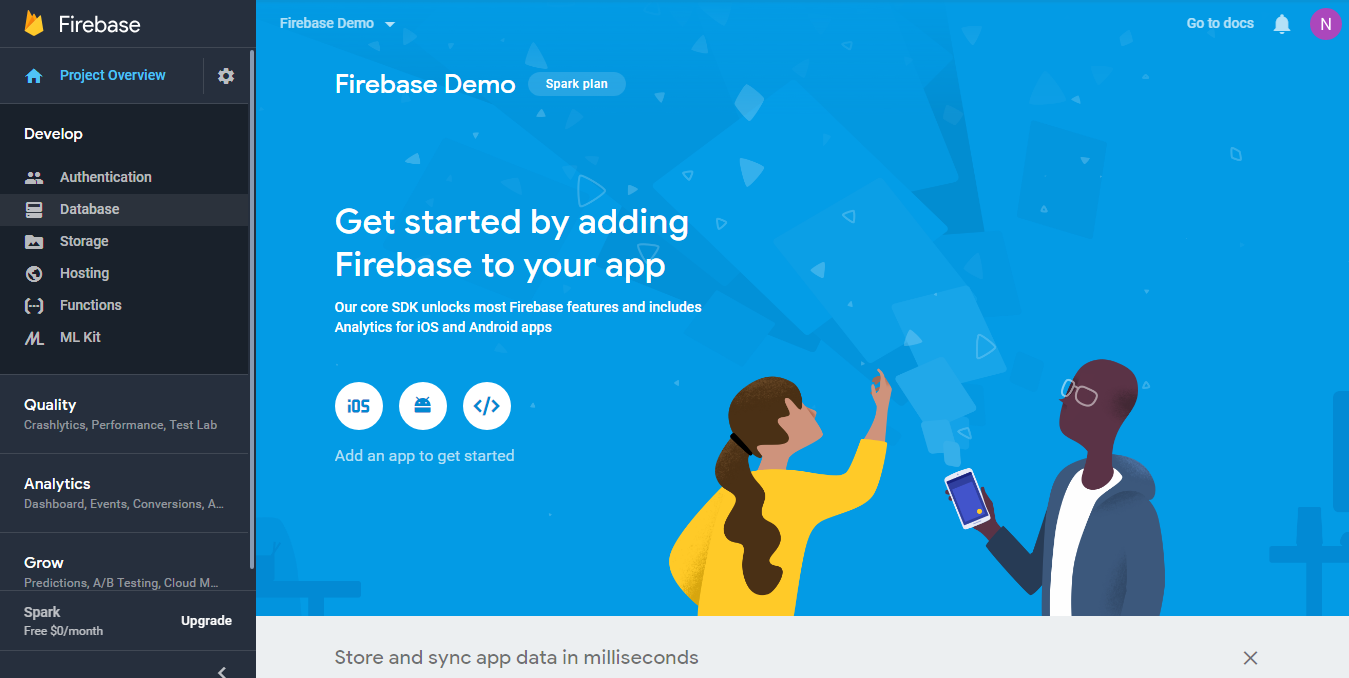 Firebase
Project Overview
Develop
Authentication
Database
Storage
Hosting
Functions
ML Kit
Quality
Crashlytics, Performance, Test Lab
Analytics
Dashboard, Events, Conversions, A...
Grow
Predictions, A/B Testing, Cloud M...
Spark
Free $0/month
Upgrade
Firebase Demo
Go to docs
N
Firebase Demo
Spark plan
Get started by adding
Firebase to your app
Our core SDK unlocks most Firebase features and includes
Analytics for iOS and Android apps
iOS
</>
Add an app to get started
Store and sync app data in milliseconds